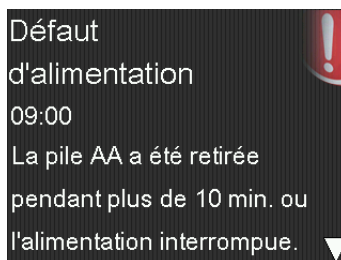 Défaut
d'alimentation
09:00
La pile AA a été retirée
pendant plus de 10 min. ou
l'alimentation interrompue.